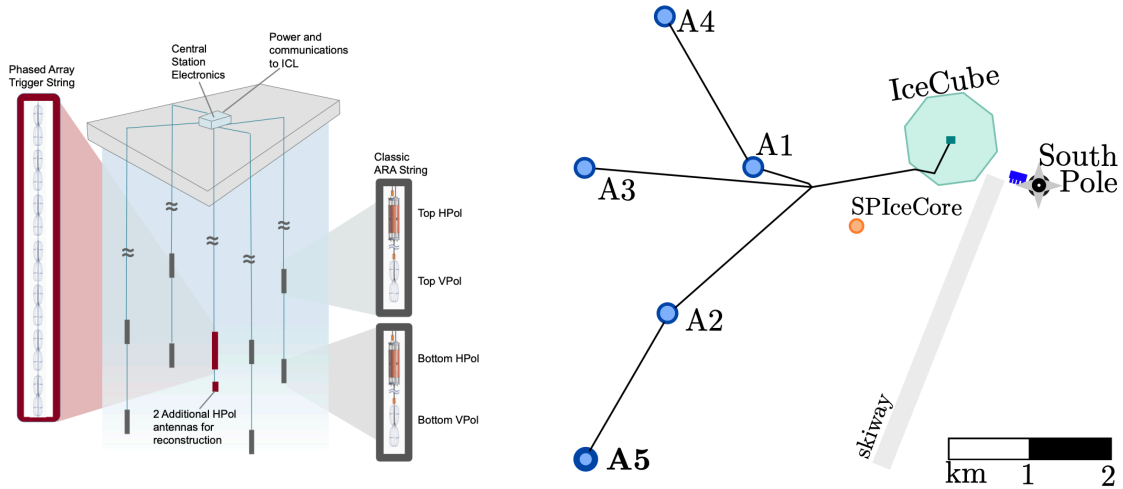 Phased Array
Trigger String
Central
Station
Electronics
Power and
communications
to ICL
Classic
ARA String
Top HPol
Top VPol
Bottom HPol
Bottom VPol
2 Additional HPol
antennas for
reconstruction
≈
≈
≈
≈
≈
A4
IceCube
A1
A3
South
Pole
SPIceCore
A2
skiway
A5
km 1 2